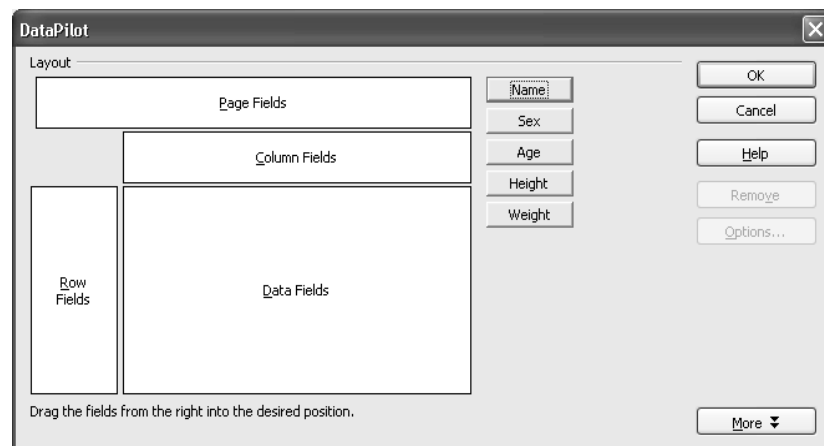 DataPilot
Layout
Page Fields
Column Fields
Row
Fields
Data Fields
Name
Sex
Age
Height
Weight
OK
Cancel
Help
Remove
Options...
Drag the fields from the right into the desired position.
More